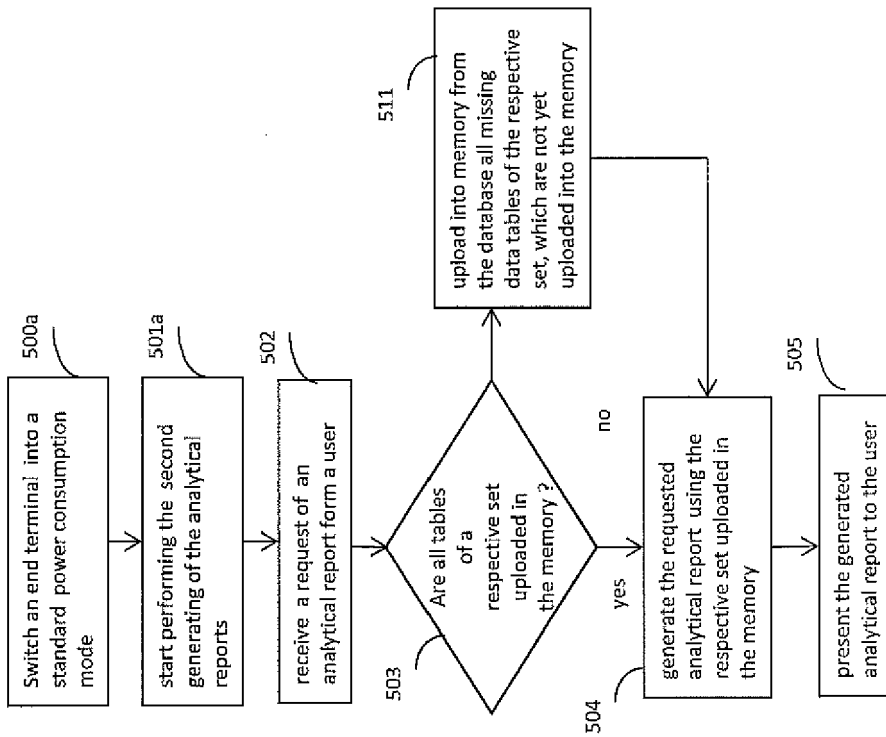 500a
Switch an end terminal into a
standard power consumption
mode
501a
start performing the second
generating of the analytical
reports
502
receive a request of an
analytical report form a user
503
Are all tables
of a
respective set
uploaded in
the memory ?
no
511
upload into memory from
the database all missing
data tables of the respective
set, which are not yet
uploaded into the memory
yes
504
generate the requested
analytical report using the
respective set uploaded in
the memory
505
present the generated
analytical report to the user